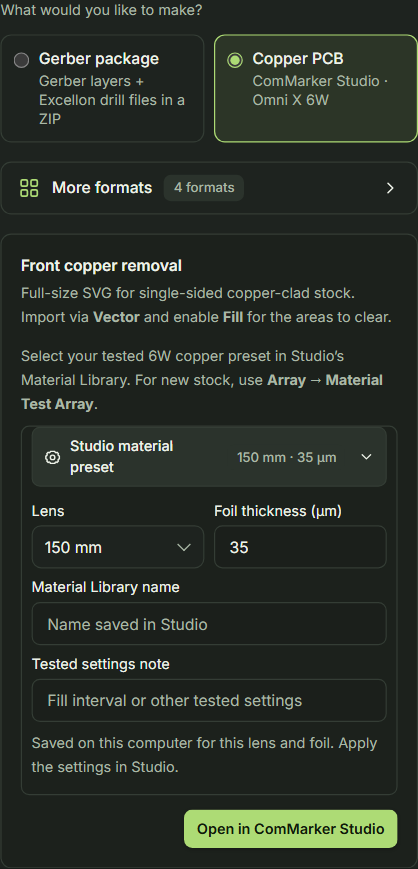 What would you like to make?
Gerber package
Gerber layers +
Excellon drill files in a
ZIP
Copper PCB
ComMarker Studio ·
Omni X 6W
More formats 4 formats
Front copper removal
Full-size SVG for single-sided copper-clad stock.
Import via Vector and enable Fill for the areas to clear.
Select your tested 6W copper preset in Studio’s
Material Library. For new stock, use Array → Material
Test Array.
Studio material
preset
150 mm · 35 µm
Lens
150 mm
Foil thickness (µm)
35
Material Library name
Name saved in Studio
Tested settings note
Fill interval or other tested settings
Saved on this computer for this lens and foil. Apply
the settings in Studio.
Open in ComMarker Studio